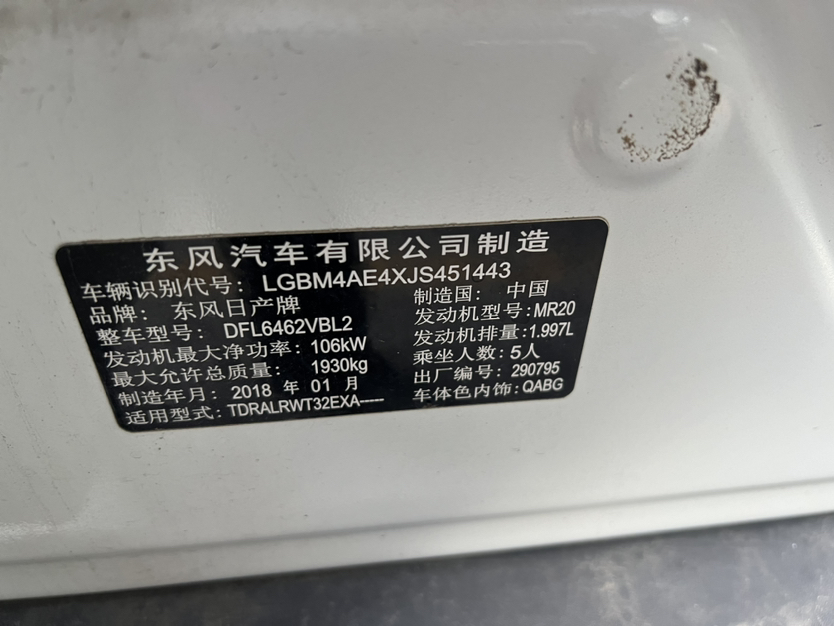 东风汽车有限公司制造
车辆识别代号: LGBM4AE4XJS451443
品牌: 东风日产牌 制造国: 中国
整车型号: DFL6462VBL2 发动机型号: MR20
发动机最大净功率: 106kW 发动机排量: 1.997L
最大允许总质量: 1930kg 乘坐人数: 5人
制造年月: 2018 年 01 月 出厂编号: 290795
适用型式: TDRALRWT32EXA----- 车体色内饰: QABG